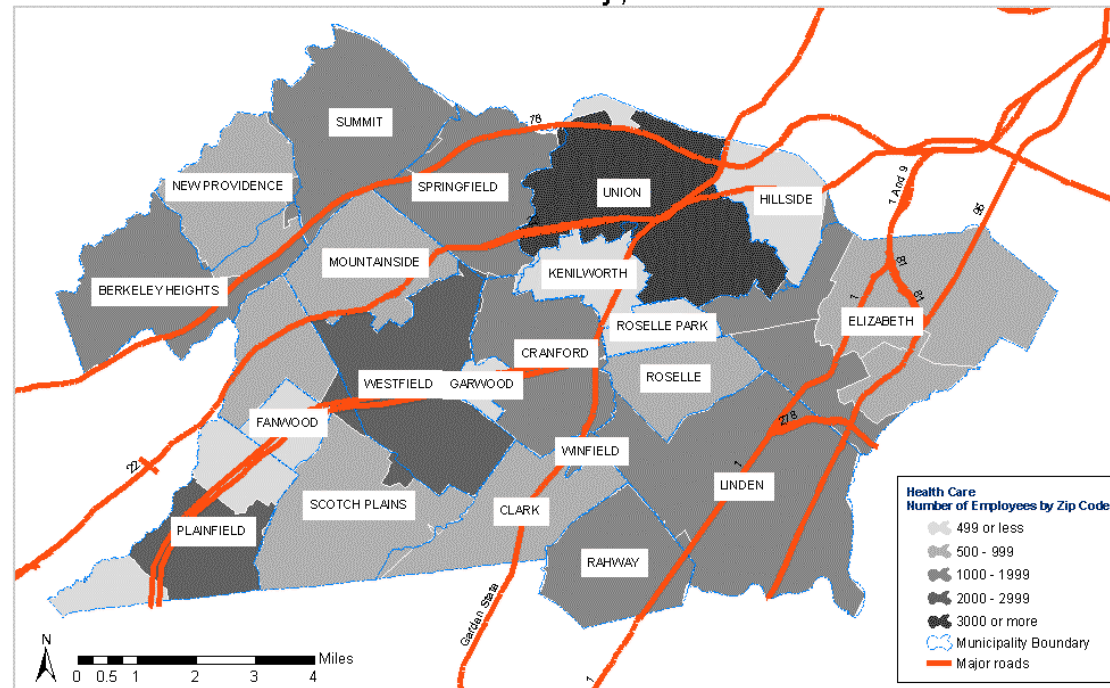 SUMMIT
78
NEW PROVIDENCE
SPRINGFIELD
UNION
HILLSIDE
1 And 9
95
MOUNTAINSIDE
KENILWORTH
BERKELEY HEIGHTS
81
81
1
ROSELLE PARK
ELIZABETH
CRANFORD
WESTFIELD
GARWOOD
ROSELLE
FANWOOD
278
22
WINFIELD
1
LINDEN
SCOTCH PLAINS
CLARK
PLAINFIELD
RAHWAY
Garden State
1
Health Care
Number of Employees by Zip Code
499 or less
500 - 999
1000 - 1999
2000 - 2999
3000 or more
Municipality Boundary
Major roads
N
Miles
0 0.5 1 2 3 4